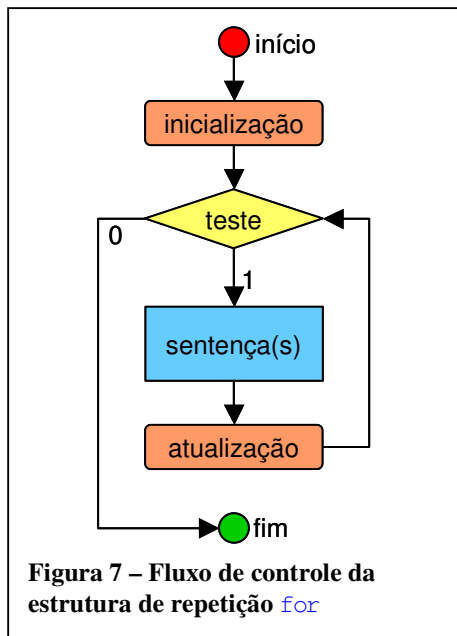 início
inicialização
teste
0
1
sentença(s)
atualização
fim
Figura 7 – Fluxo de controle da
estrutura de repetição for